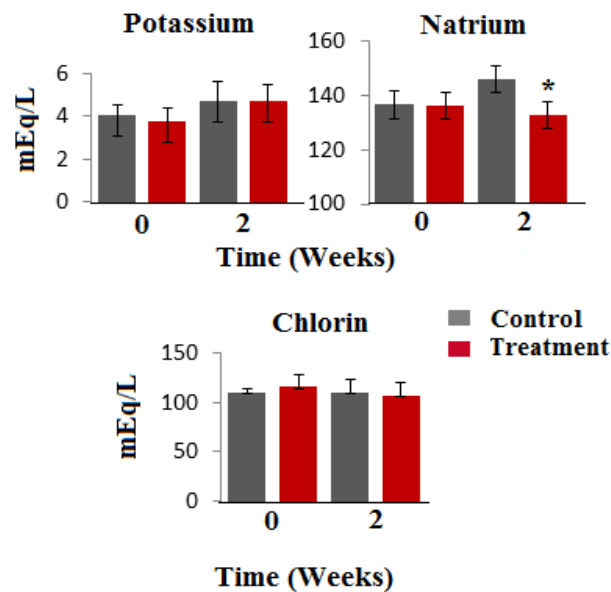 Potassium
mEq/L
6
4
2
0
0 2
Natrium
160
140
120
100
*
0 2
Time (Weeks)
Chlorin
mEq/L
150
100
50
0
0 2
Time (Weeks)
Control
Treatment